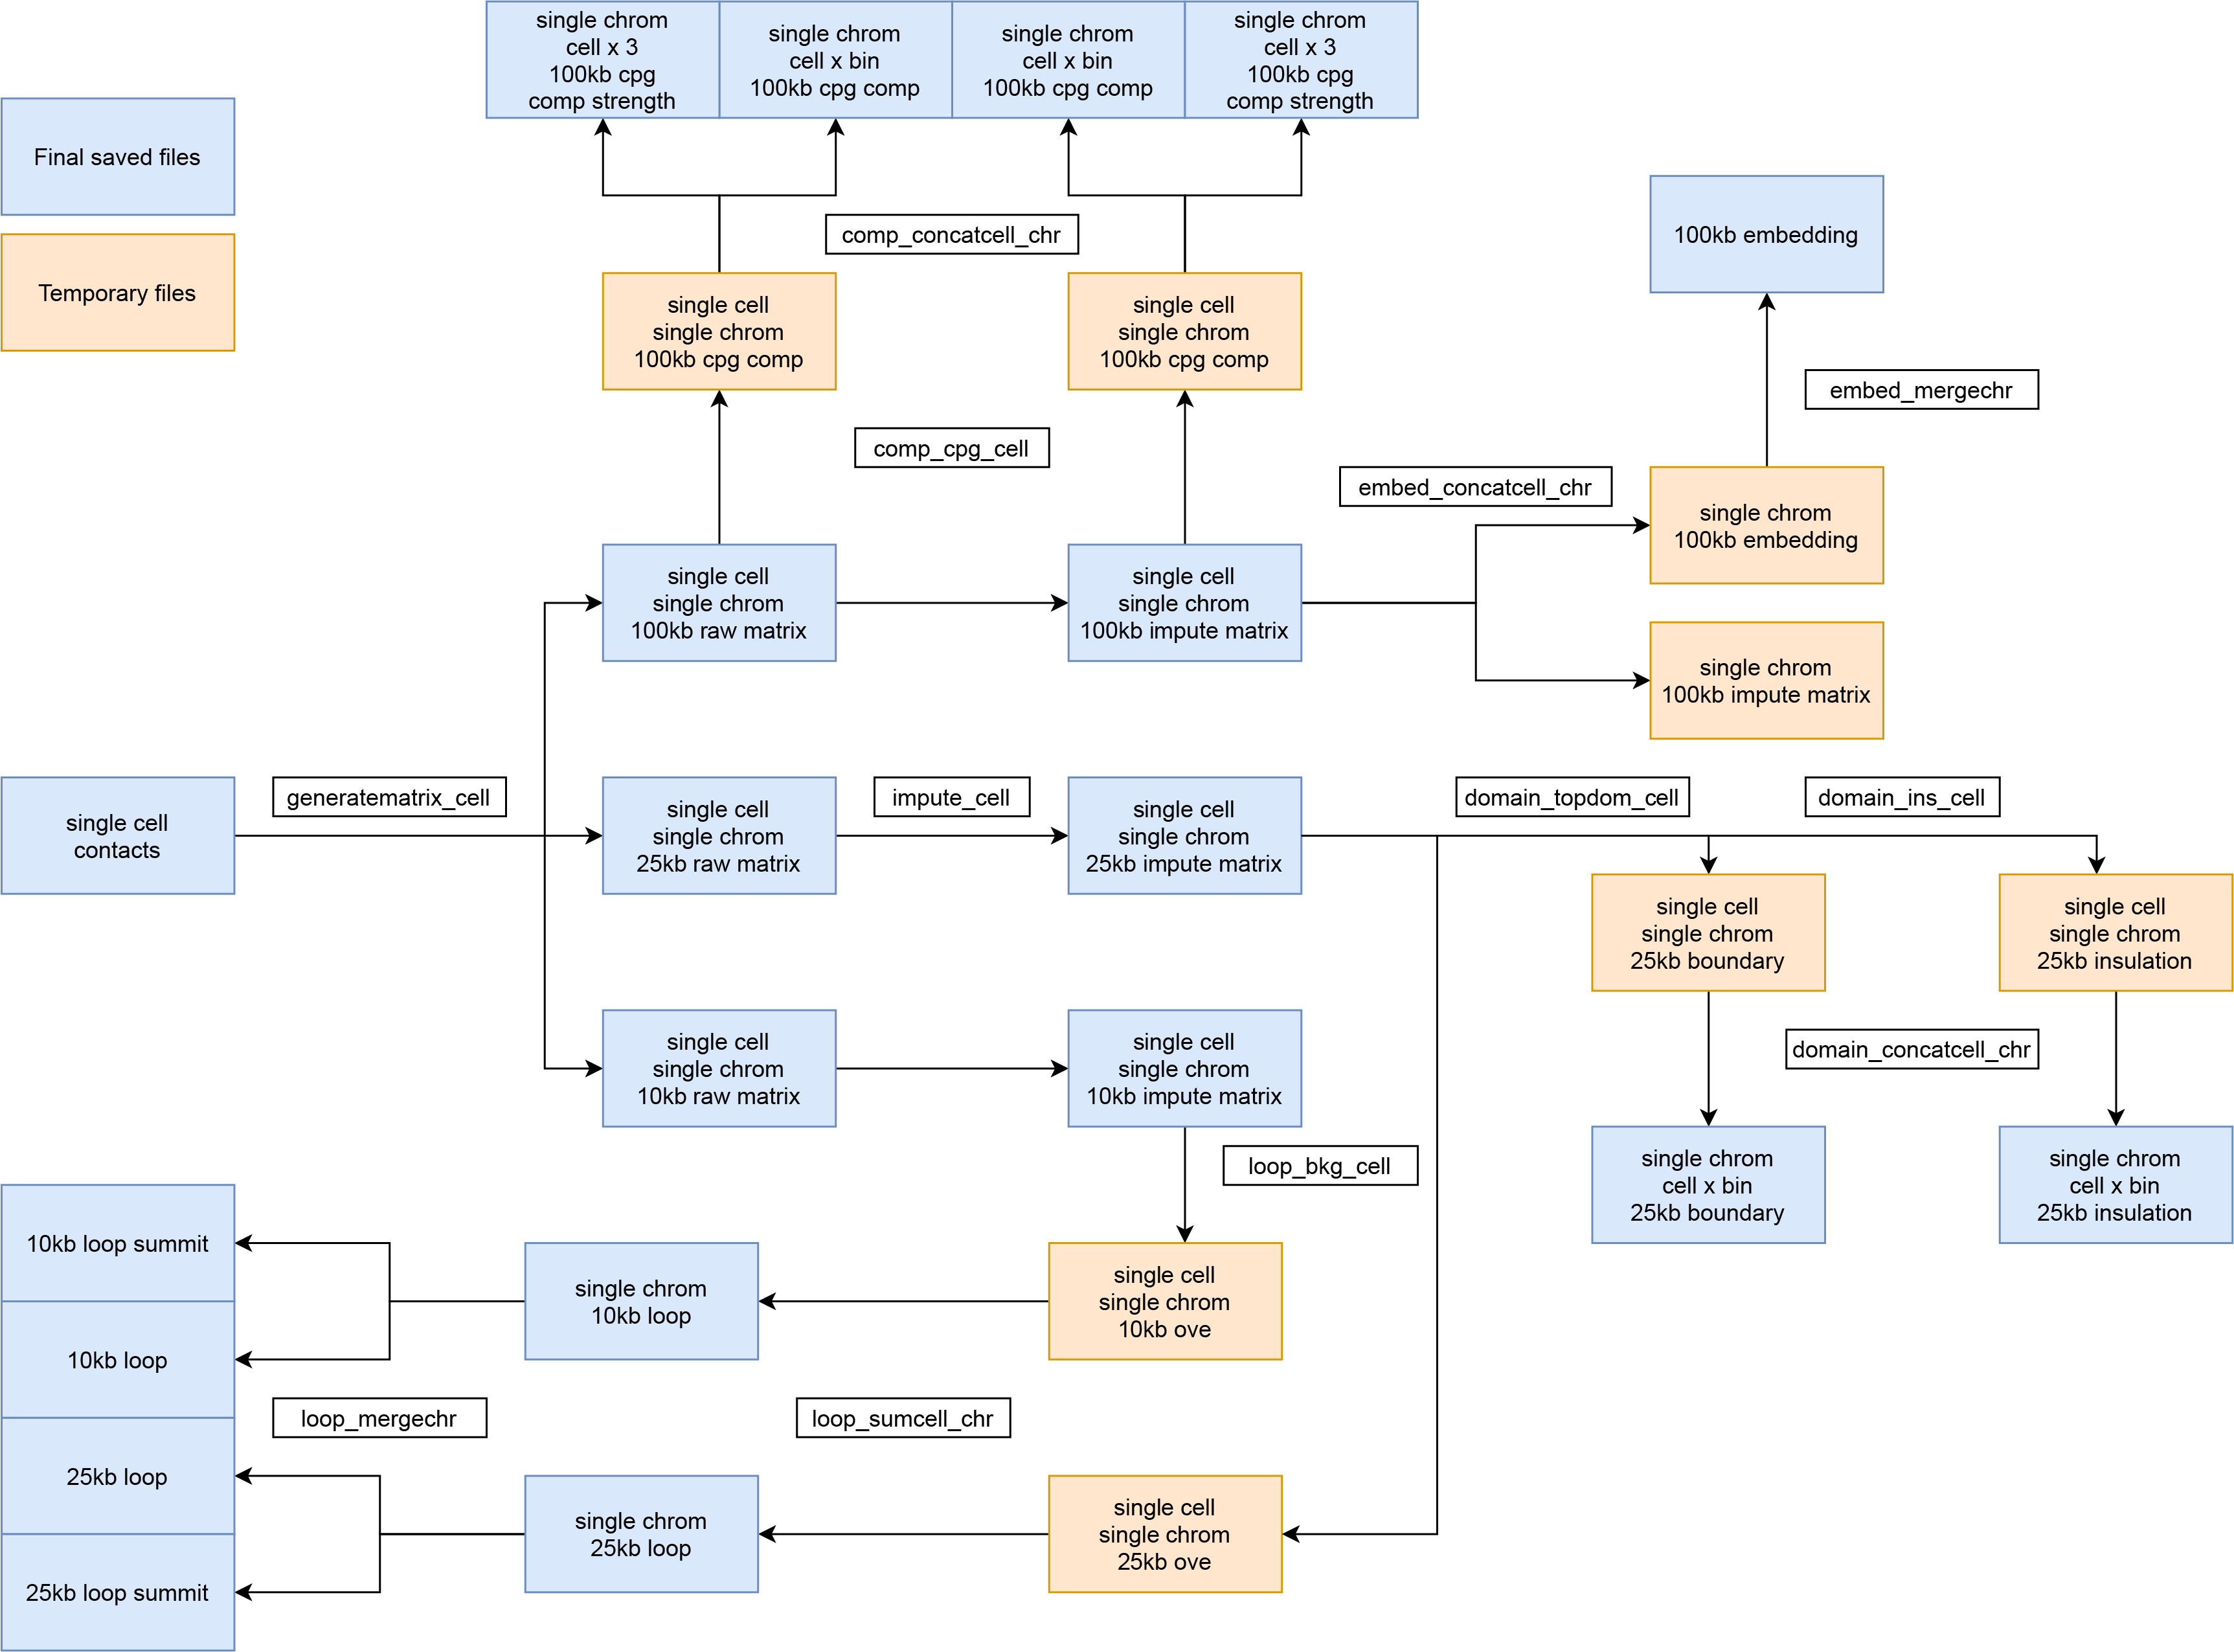 single chrom
cell x 3
100kb cpg
comp strength
single chrom
cell x bin
100kb cpg comp
single chrom
cell x bin
100kb cpg comp
single chrom
cell x 3
100kb cpg
comp strength
Final saved files
Temporary files
comp_concatcell_chr
100kb embedding
single cell
single chrom
100kb cpg comp
single cell
single chrom
100kb cpg comp
embed_mergechr
comp_cpg_cell
embed_concatcell_chr
single chrom
100kb embedding
single cell
single chrom
100kb raw matrix
single cell
single chrom
100kb impute matrix
single chrom
100kb impute matrix
single cell
contacts
generatematrix_cell
single cell
single chrom
25kb raw matrix
impute_cell
single cell
single chrom
25kb impute matrix
domain_topdom_cell
domain_ins_cell
single cell
single chrom
25kb boundary
single cell
single chrom
25kb insulation
single cell
single chrom
10kb raw matrix
single cell
single chrom
10kb impute matrix
domain_concatcell_chr
loop_bkg_cell
single chrom
cell x bin
25kb boundary
single chrom
cell x bin
25kb insulation
10kb loop summit
single chrom
10kb loop
single cell
single chrom
10kb ove
10kb loop
loop_mergechr
loop_sumcell_chr
25kb loop
single chrom
25kb loop
single cell
single chrom
25kb ove
25kb loop summit